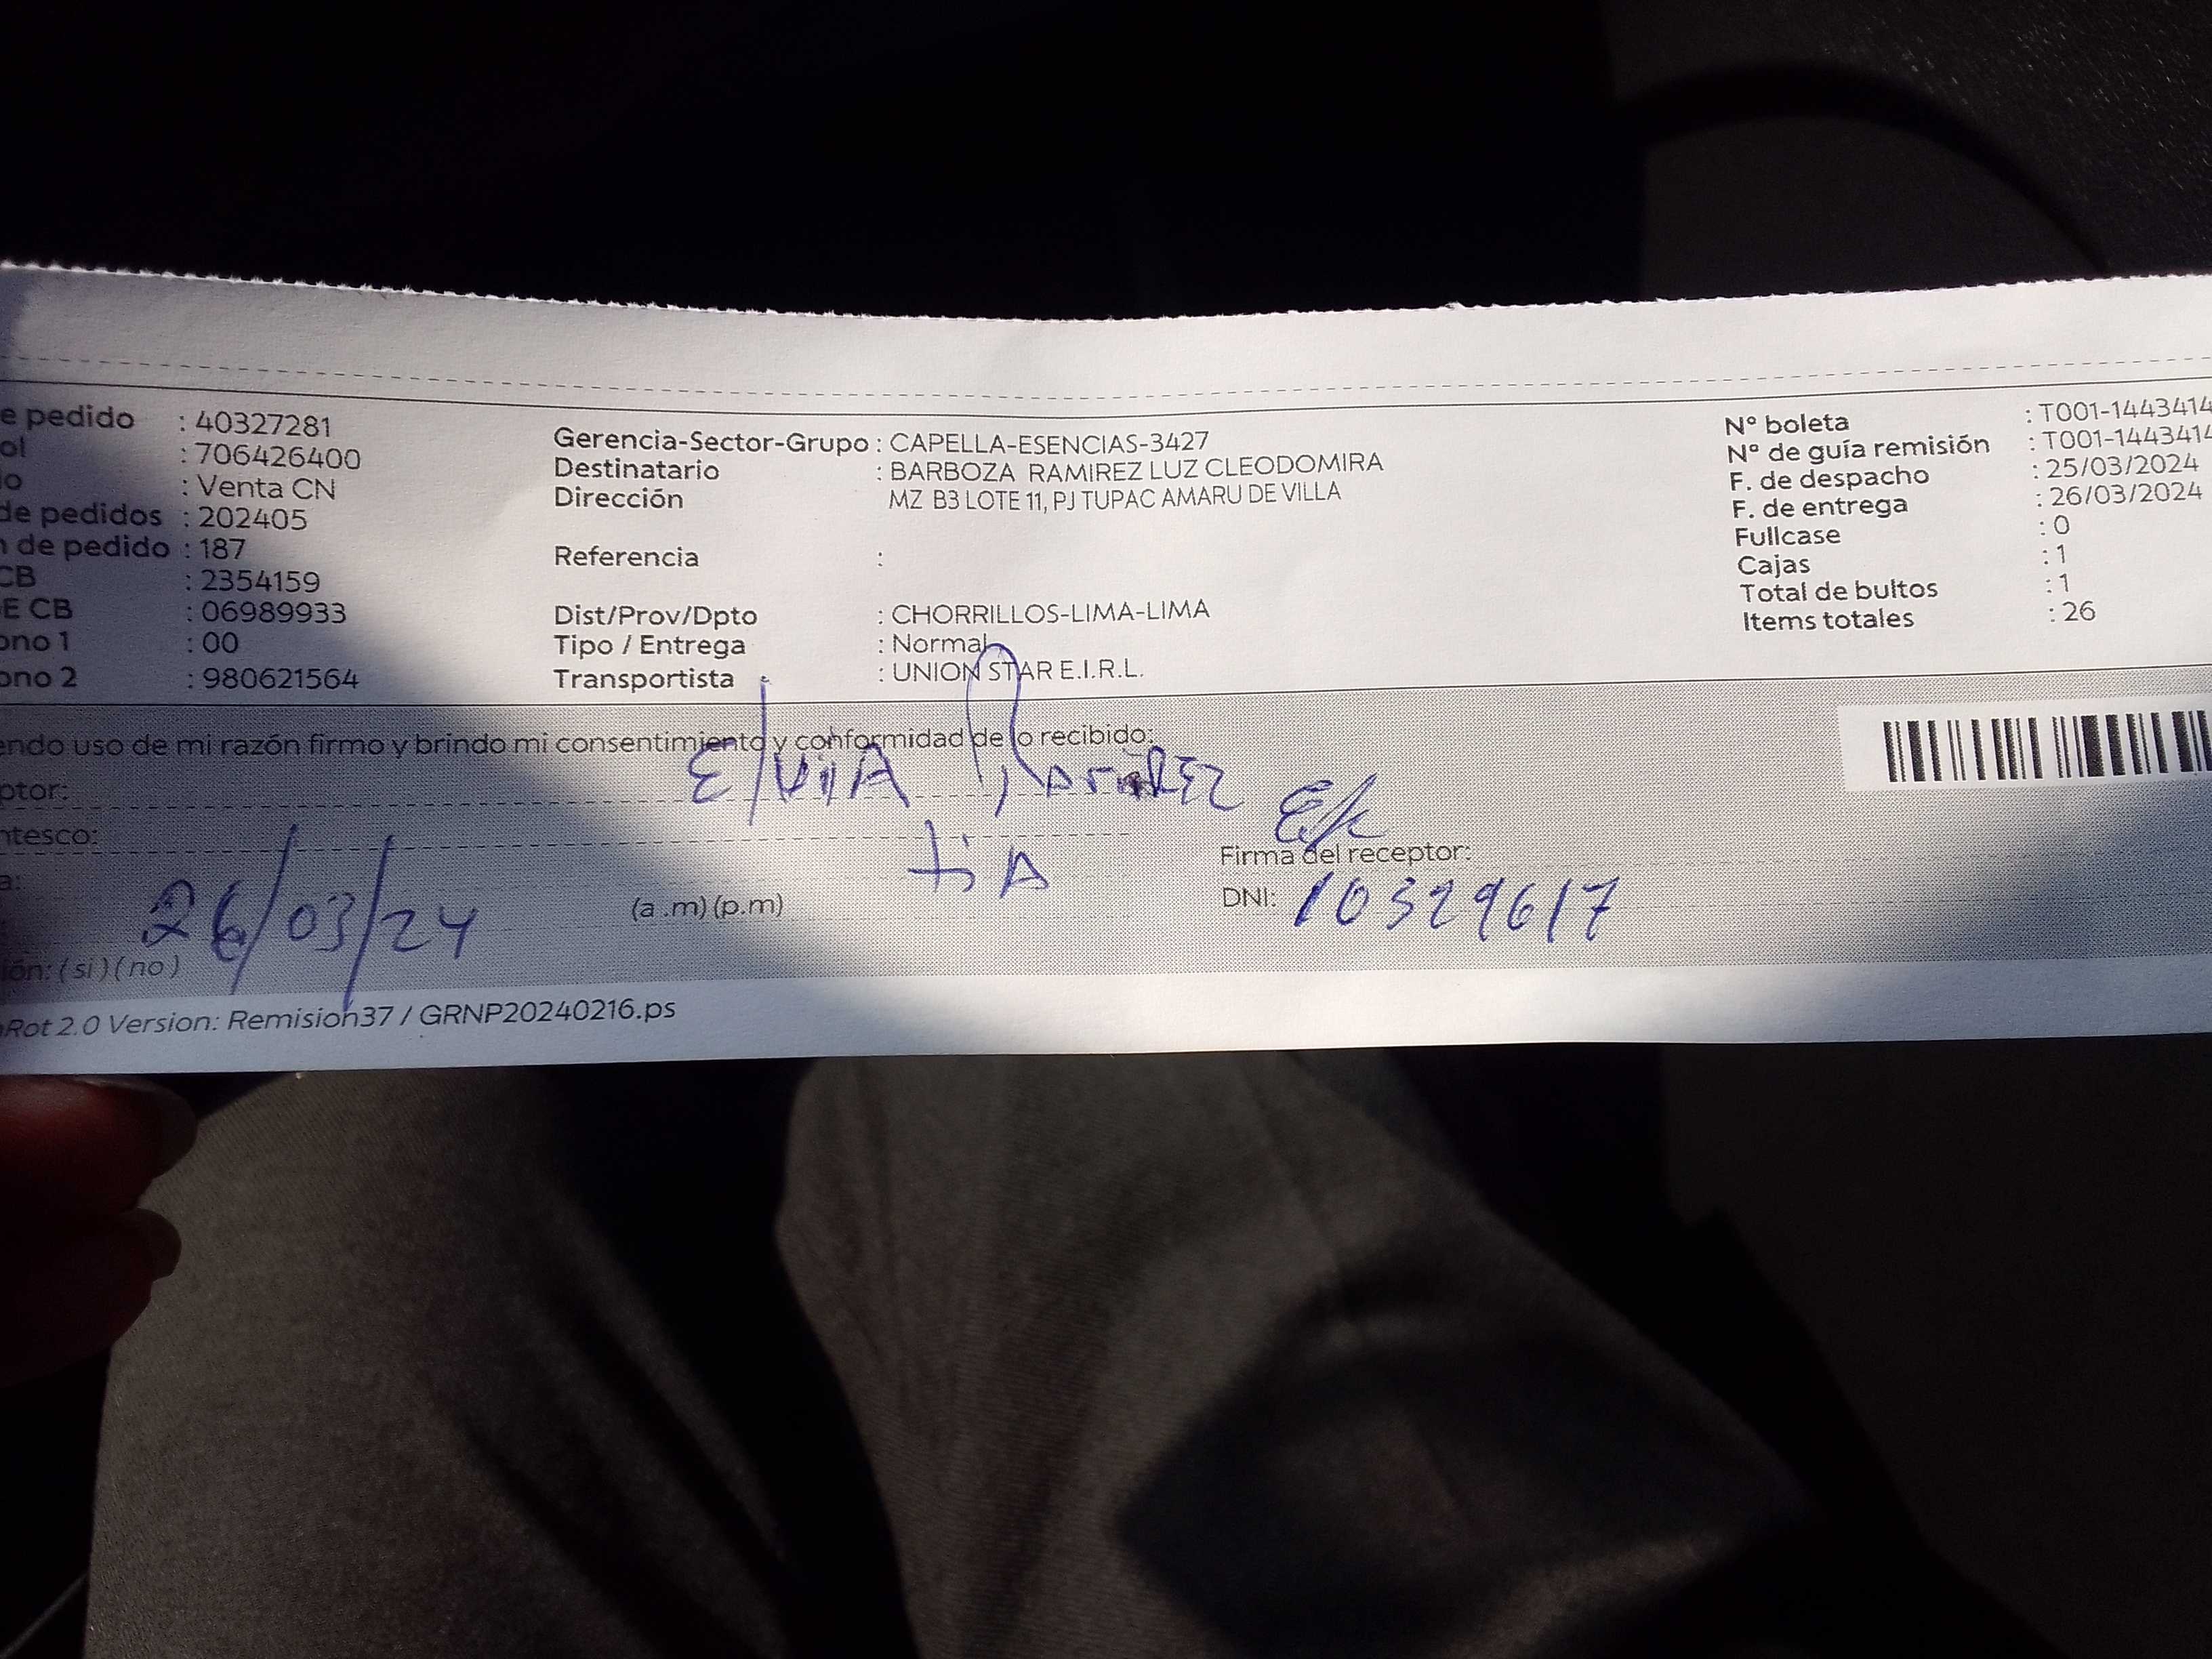 e pedido : 40327281
ol : 706426400
o : Venta CN
de pedidos : 202405
n de pedido : 187
CB : 2354159
E CB : 06989933
ono 1 : 00
ono 2 : 980621564
Gerencia-Sector-Grupo : CAPELLA-ESENCIAS-3427
Destinatario : BARBOZA RAMIREZ LUZ CLEODOMIRA
Dirección MZ B3 LOTE 11, PJ TUPAC AMARU DE VILLA
Referencia :
Dist/Prov/Dpto : CHORRILLOS-LIMA-LIMA
Tipo / Entrega : Normal
Transportista : UNION STAR E.I.R.L.
N° boleta : T001-1443414
N° de guía remisión : T001-1443414
F. de despacho : 25/03/2024
F. de entrega : 26/03/2024
Fullcase : 0
Cajas : 1
Total de bultos : 1
Items totales : 26
endo uso de mi razón firmo y brindo mi consentimiento y conformidad de lo recibido:
ptor: ElviA
ntesco: tiA
Firma del receptor:
a: 26/03/24 (a .m) (p.m)
DNI: 10329617
ión: (si) (no)
Rot 2.0 Version: Remision37 / GRNP20240216.ps